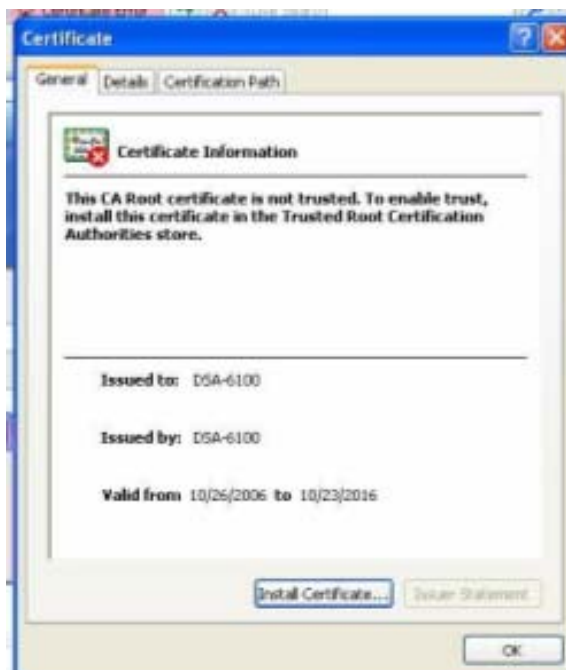 Certificate Error
Certificate
General Details Certification Path
Certificate Information
This CA Root certificate is not trusted. To enable trust,
install this certificate in the Trusted Root Certification
Authorities store.
Issued to: DSA-6100
Issued by: DSA-6100
Valid from 10/26/2006 to 10/23/2016
Install Certificate... Issuer Statement
OK